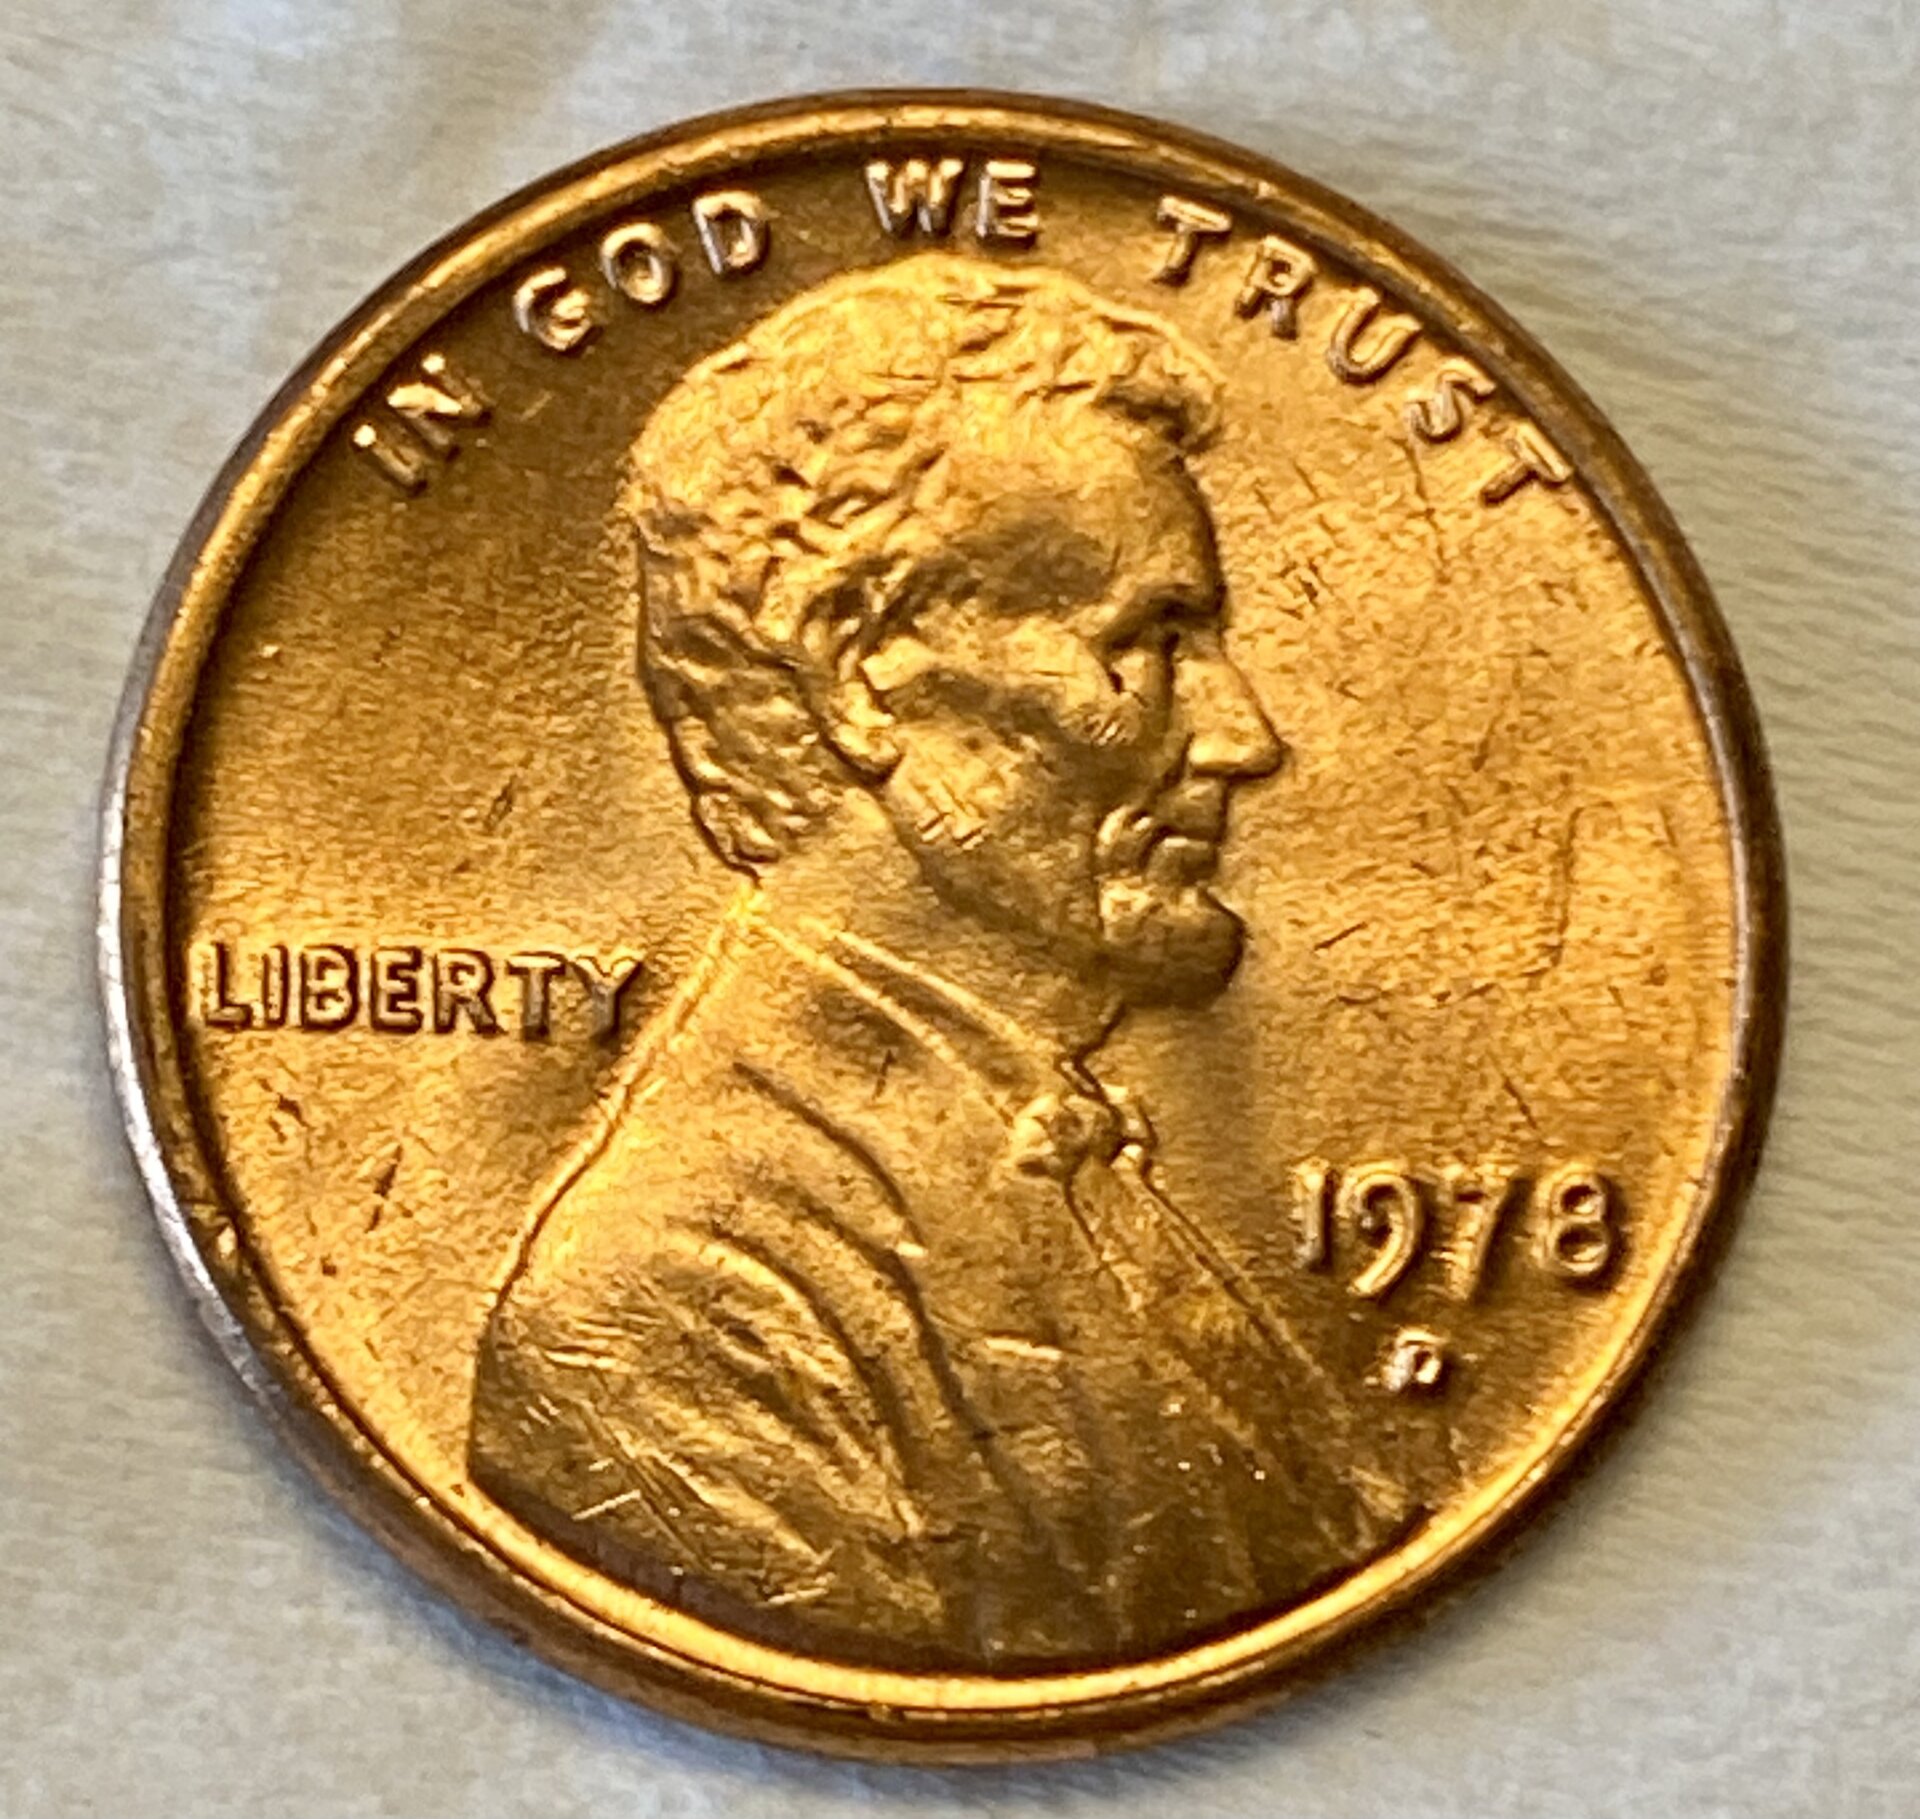 IN GOD WE TRUST
LIBERTY
1978
D